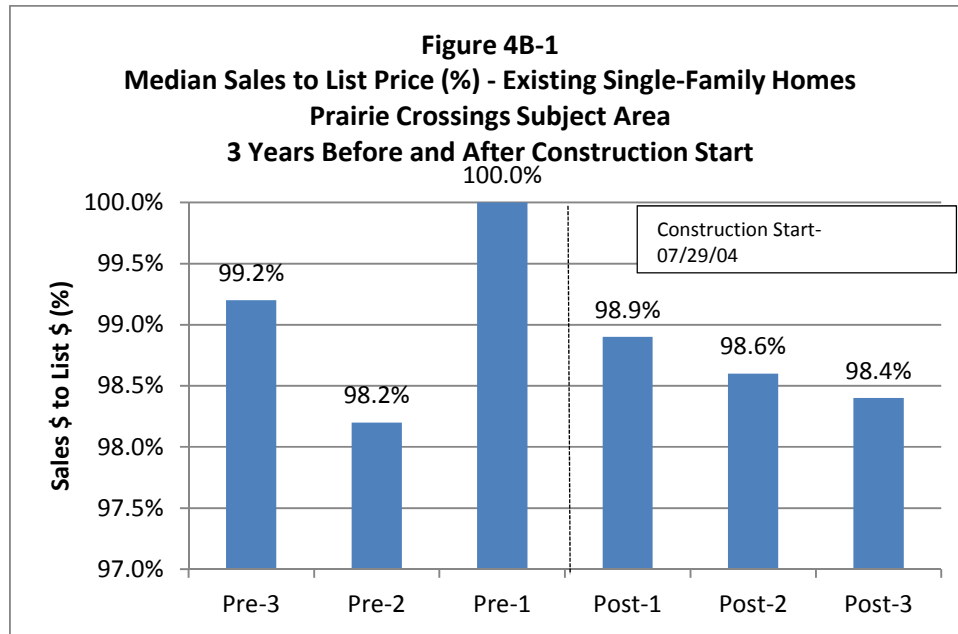 Figure 4B-1
Median Sales to List Price (%) - Existing Single-Family Homes
Prairie Crossings Subject Area
3 Years Before and After Construction Start
Sales $ to List $ (%)
100.0%
99.5%
99.0%
98.5%
98.0%
97.5%
97.0%
99.2%
98.2%
100.0%
98.9%
98.6%
98.4%
Construction Start-
07/29/04
Pre-3 Pre-2 Pre-1 Post-1 Post-2 Post-3